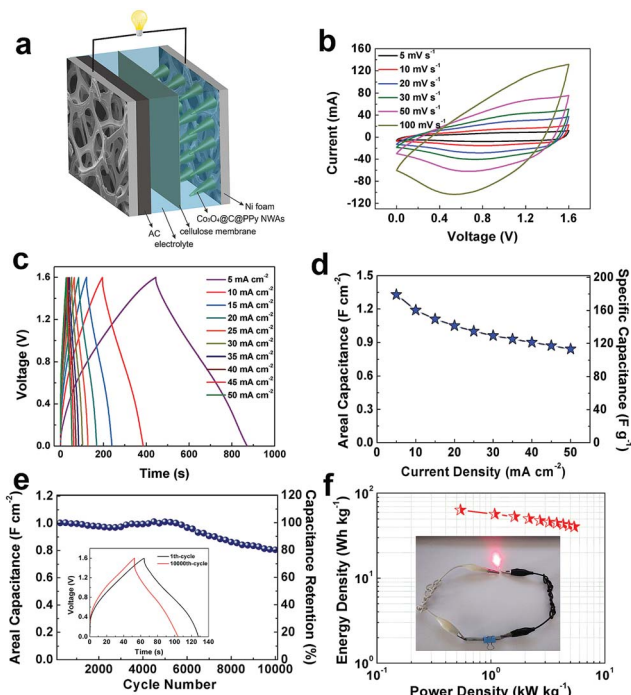 a
Ni foam
Co₃O₄@C@PPy NWAs
cellulose membrane
electrolyte
AC
b
Current (mA)
160
120
80
40
0
-40
-80
-120
5 mV s⁻¹
10 mV s⁻¹
20 mV s⁻¹
30 mV s⁻¹
50 mV s⁻¹
100 mV s⁻¹
0.0 0.4 0.8 1.2 1.6
Voltage (V)
c
Voltage (V)
1.6
1.2
0.8
0.4
0.0
5 mA cm⁻²
10 mA cm⁻²
15 mA cm⁻²
20 mA cm⁻²
25 mA cm⁻²
30 mA cm⁻²
35 mA cm⁻²
40 mA cm⁻²
45 mA cm⁻²
50 mA cm⁻²
0 200 400 600 800 1000
Time (s)
d
Areal Capacitance (F cm⁻²)
1.5
1.2
0.9
0.6
0.3
0.0
Specific Capacitance (F g⁻¹)
200
160
120
80
40
0
0 10 20 30 40 50
Current Density (mA cm⁻²)
e
Areal Capacitance (F cm⁻²)
1.2
1.0
0.8
0.6
0.4
0.2
0.0
Capacitance Retention (%)
120
100
80
60
40
20
0
Voltage (V)
1.6
1.2
0.8
0.4
0.0
1th-cycle
10000th-cycle
0 20 40 60 80 100 120 140
Time (s)
2000 4000 6000 8000 10000
Cycle Number
f
Energy Density (Wh kg⁻¹)
10²
10¹
10⁰
10⁻¹ 10⁰ 10¹
Power Density (kW kg⁻¹)